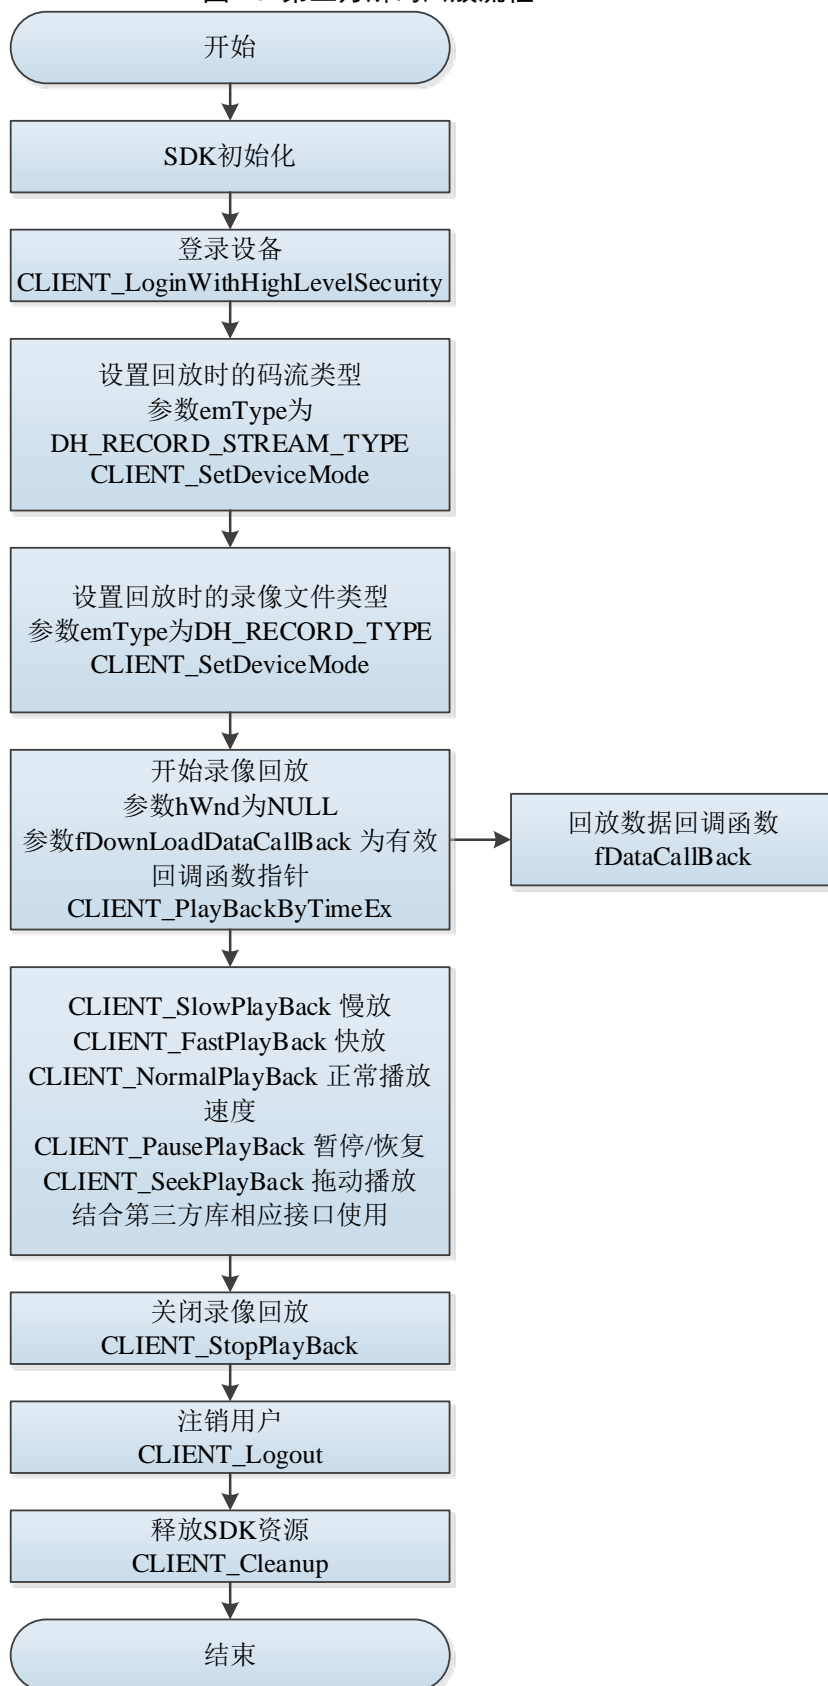 开始
SDK初始化
登录设备
CLIENT_LoginWithHighLevelSecurity
设置回放时的码流类型
参数emType为
DH_RECORD_STREAM_TYPE
CLIENT_SetDeviceMode
设置回放时的录像文件类型
参数emType为DH_RECORD_TYPE
CLIENT_SetDeviceMode
开始录像回放
参数hWnd为NULL
参数fDownLoadDataCallBack 为有效
回调函数指针
CLIENT_PlayBackByTimeEx
回放数据回调函数
fDataCallBack
CLIENT_SlowPlayBack 慢放
CLIENT_FastPlayBack 快放
CLIENT_NormalPlayBack 正常播放
速度
CLIENT_PausePlayBack 暂停/恢复
CLIENT_SeekPlayBack 拖动播放
结合第三方库相应接口使用
关闭录像回放
CLIENT_StopPlayBack
注销用户
CLIENT_Logout
释放SDK资源
CLIENT_Cleanup
结束